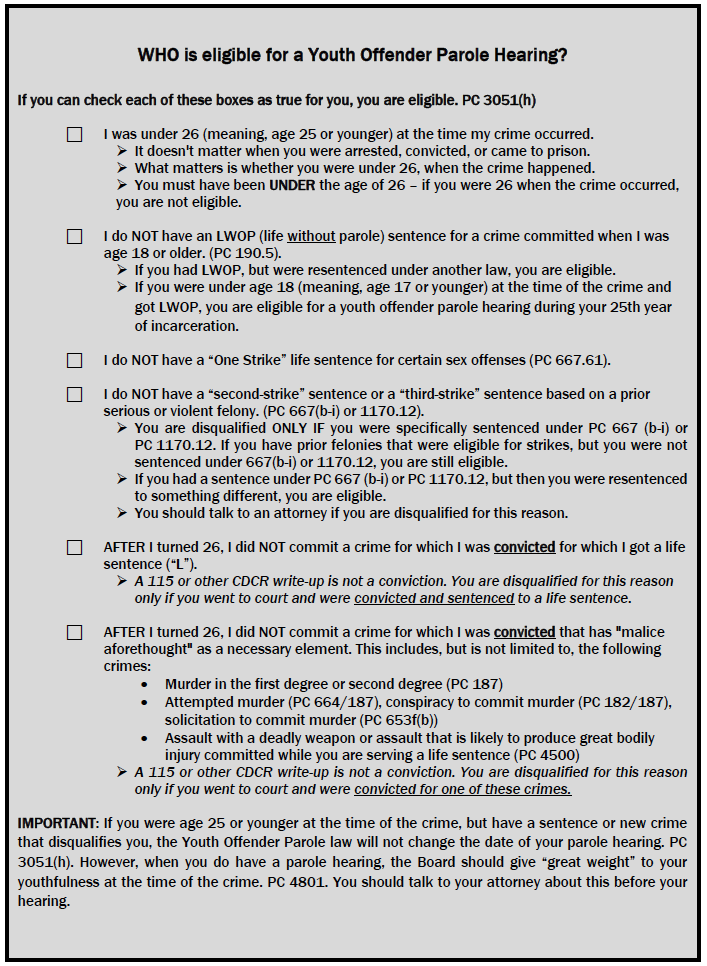 WHO is eligible for a Youth Offender Parole Hearing?
If you can check each of these boxes as true for you, you are eligible. PC 3051(h)
☐ I was under 26 (meaning, age 25 or younger) at the time my crime occurred.
➢ It doesn't matter when you were arrested, convicted, or came to prison.
➢ What matters is whether you were under 26, when the crime happened.
➢ You must have been UNDER the age of 26 – if you were 26 when the crime occurred,
you are not eligible.
☐ I do NOT have an LWOP (life without parole) sentence for a crime committed when I was
age 18 or older. (PC 190.5).
➢ If you had LWOP, but were resentenced under another law, you are eligible.
➢ If you were under age 18 (meaning, age 17 or younger) at the time of the crime and
got LWOP, you are eligible for a youth offender parole hearing during your 25th year
of incarceration.
☐ I do NOT have a “One Strike” life sentence for certain sex offenses (PC 667.61).
☐ I do NOT have a “second-strike” sentence or a “third-strike” sentence based on a prior
serious or violent felony. (PC 667(b-i) or 1170.12).
➢ You are disqualified ONLY IF you were specifically sentenced under PC 667 (b-i) or
PC 1170.12. If you have prior felonies that were eligible for strikes, but you were not
sentenced under 667(b-i) or 1170.12, you are still eligible.
➢ If you had a sentence under PC 667 (b-i) or PC 1170.12, but then you were resentenced
to something different, you are eligible.
➢ You should talk to an attorney if you are disqualified for this reason.
☐ AFTER I turned 26, I did NOT commit a crime for which I was convicted for which I got a life
sentence (“L”).
➢ A 115 or other CDCR write-up is not a conviction. You are disqualified for this reason
only if you went to court and were convicted and sentenced to a life sentence.
☐ AFTER I turned 26, I did NOT commit a crime for which I was convicted that has "malice
aforethought" as a necessary element. This includes, but is not limited to, the following
crimes:
• Murder in the first degree or second degree (PC 187)
• Attempted murder (PC 664/187), conspiracy to commit murder (PC 182/187),
solicitation to commit murder (PC 653f(b))
• Assault with a deadly weapon or assault that is likely to produce great bodily
injury committed while you are serving a life sentence (PC 4500)
➢ A 115 or other CDCR write-up is not a conviction. You are disqualified for this reason
only if you went to court and were convicted for one of these crimes.
IMPORTANT: If you were age 25 or younger at the time of the crime, but have a sentence or new crime
that disqualifies you, the Youth Offender Parole law will not change the date of your parole hearing. PC
3051(h). However, when you do have a parole hearing, the Board should give “great weight” to your
youthfulness at the time of the crime. PC 4801. You should talk to your attorney about this before your
hearing.